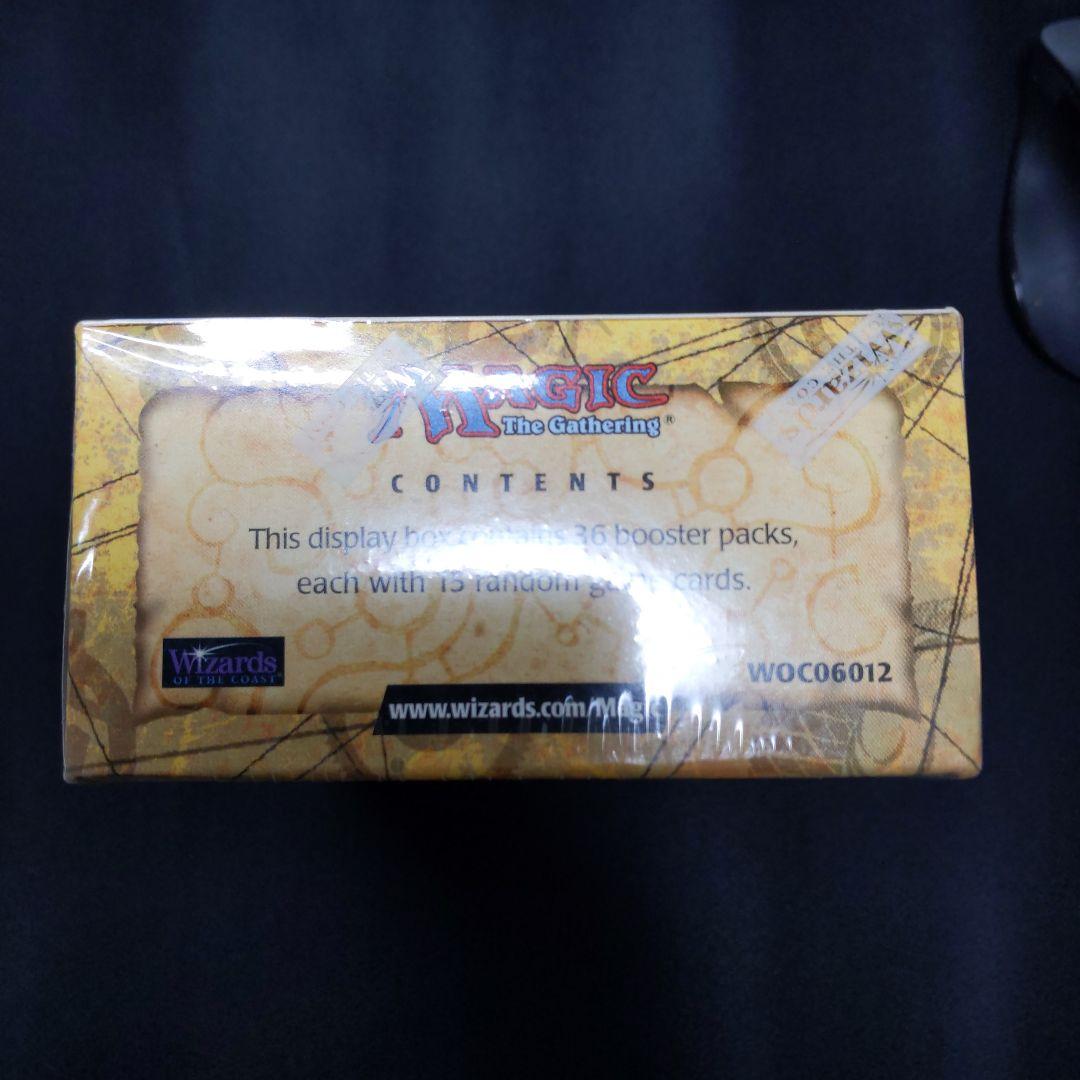 MAGIC
The Gathering®
CONTENTS
This display box contains 36 booster packs,
each with 15 random game cards.
Wizards
OF THE COAST®
WOC06012
www.wizards.com/Magic
Wizards